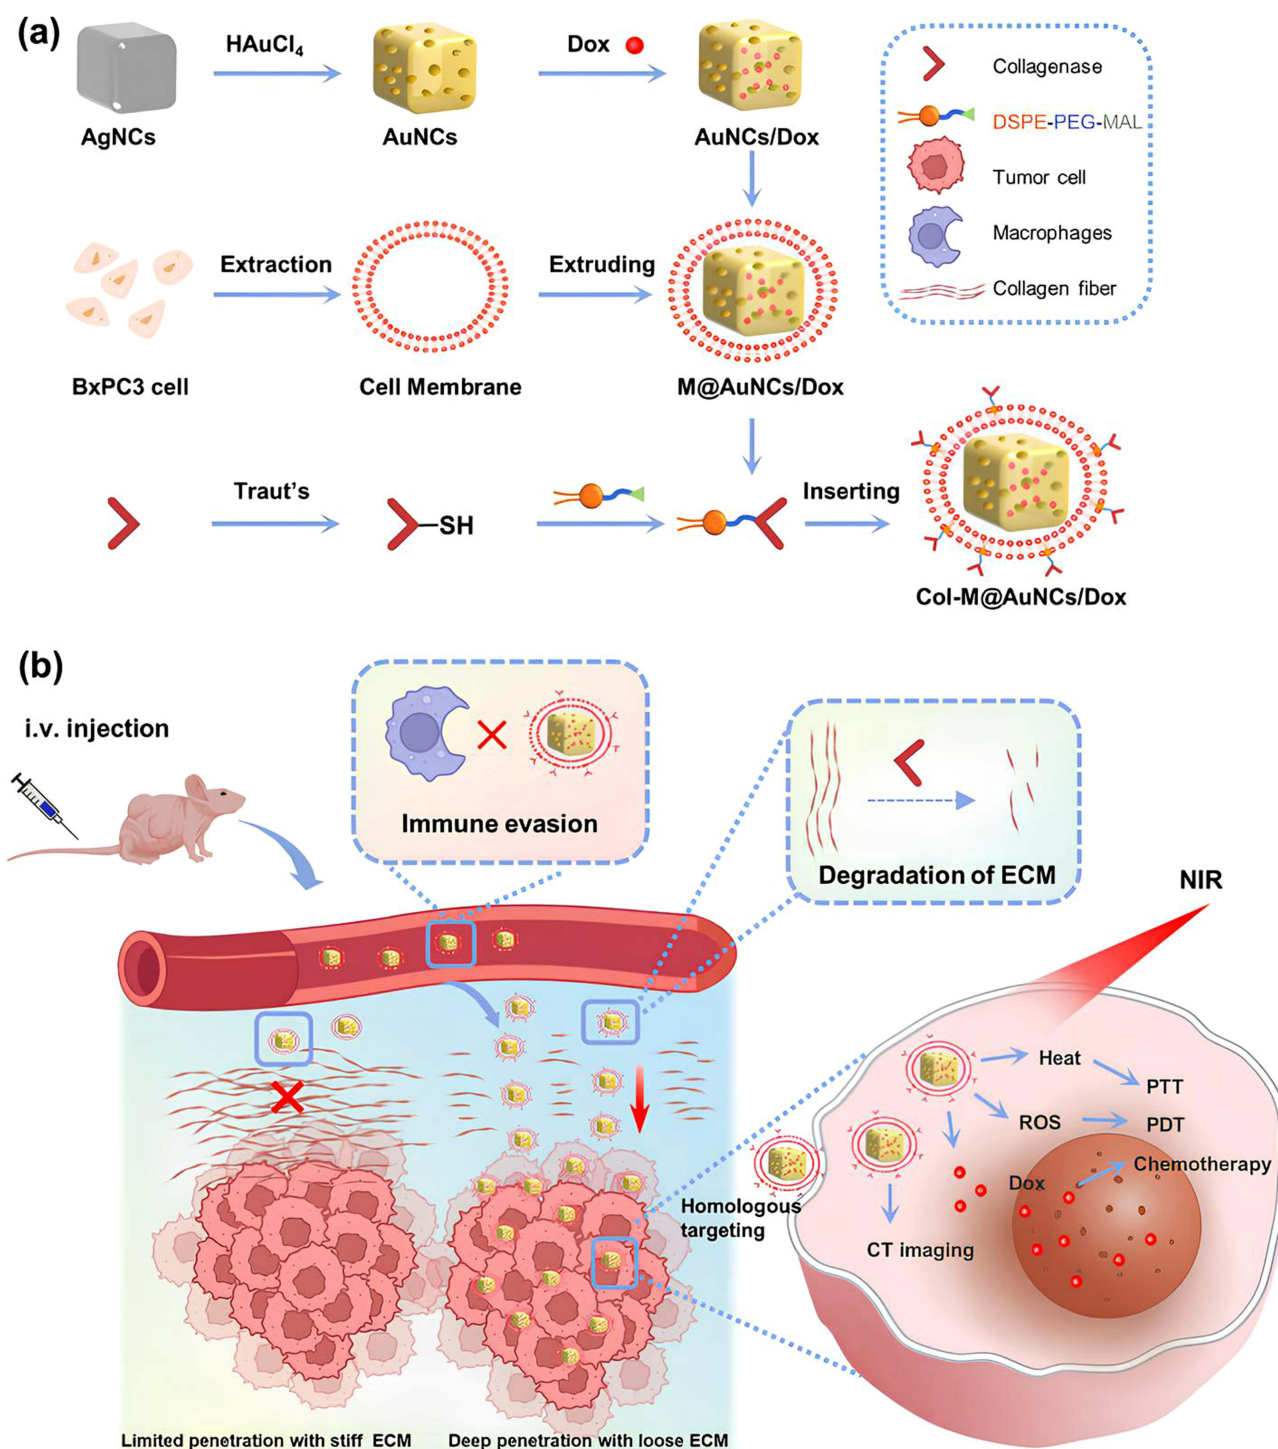 (a)
HAuCl4
Dox
AgNCs
AuNCs
AuNCs/Dox
Collagenase
DSPE-PEG-MAL
Tumor cell
Macrophages
Collagen fiber
Extraction
Extruding
BxPC3 cell
Cell Membrane
M@AuNCs/Dox
Traut's
SH
Inserting
Col-M@AuNCs/Dox
(b)
i.v. injection
Immune evasion
Degradation of ECM
NIR
Heat
PTT
ROS
PDT
Chemotherapy
Dox
Homologous
targeting
CT imaging
Limited penetration with stiff ECM
Deep penetration with loose ECM